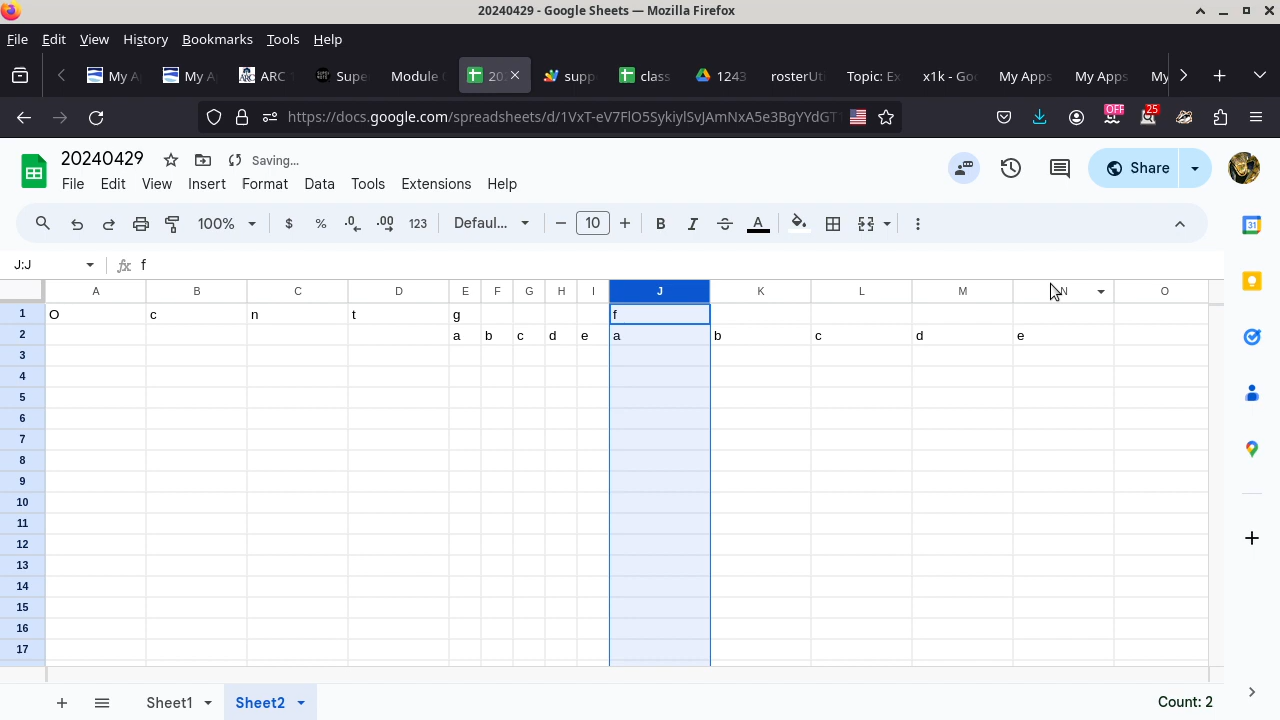 20240429 - Google Sheets — Mozilla Firefox
File Edit View History Bookmarks Tools Help
My A My A ARC Supe Module 20 supp class 1243 rosterUt Topic: Ex x1k - Goo My Apps My Apps My
https://docs.google.com/spreadsheets/d/1VxT-eV7FlO5SykiylSvJAmNxA5e3BgYYdGT OFF 25
20240429 Saving... Share
File Edit View Insert Format Data Tools Extensions Help
100% $ % .0 .00 123 Defaul... 10 B I S A
J:J fx f
A B C D E F G H I J K L M N O
1 O c n t g f
2 a b c d e a b c d e
3
4
5
6
7
8
9
10
11
12
13
14
15
16
17
Sheet1 Sheet2 Count: 2